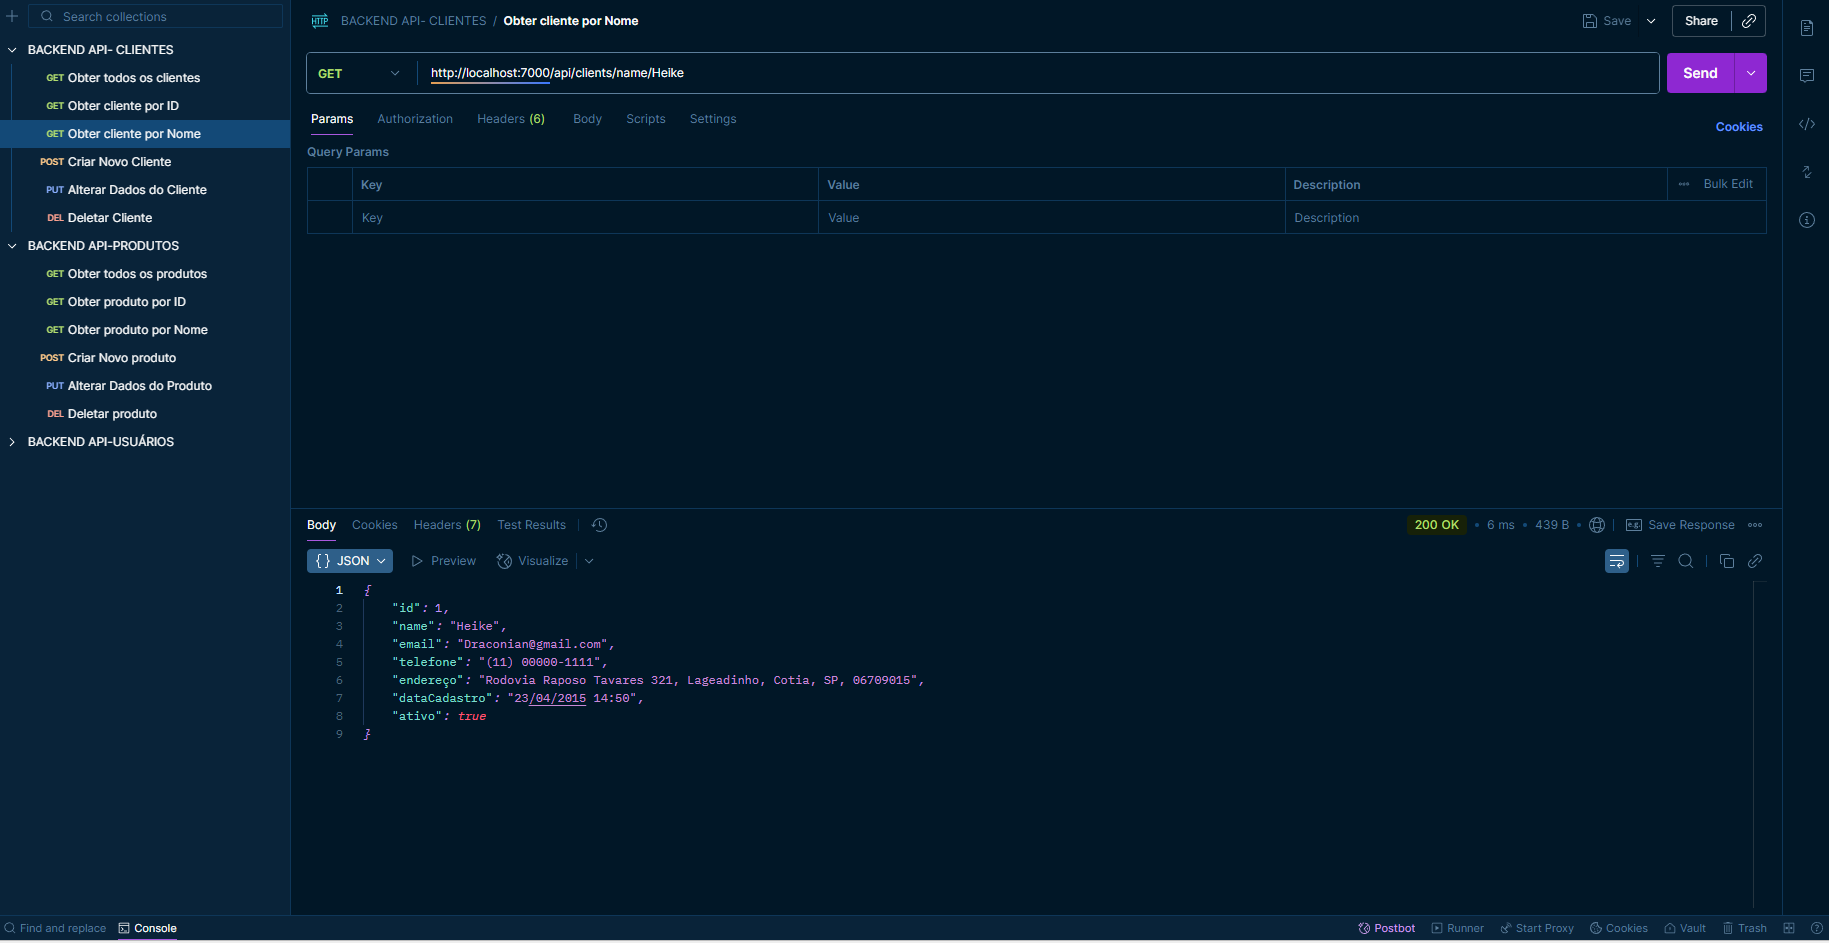 Search collections
BACKEND API- CLIENTES
GET Obter todos os clientes
GET Obter cliente por ID
GET Obter cliente por Nome
POST Criar Novo Cliente
PUT Alterar Dados do Cliente
DEL Deletar Cliente
BACKEND API-PRODUTOS
GET Obter todos os produtos
GET Obter produto por ID
GET Obter produto por Nome
POST Criar Novo produto
PUT Alterar Dados do Produto
DEL Deletar produto
BACKEND API-USUÁRIOS
HTTP BACKEND API- CLIENTES / Obter cliente por Nome
Save Share
GET http://localhost:7000/api/clients/name/Heike Send
Params Authorization Headers (6) Body Scripts Settings
Cookies
Query Params
Key Value Description Bulk Edit
Key Value Description
Body Cookies Headers (7) Test Results
200 OK • 6 ms • 439 B • e.g. Save Response
{ } JSON Preview Visualize
1 {
2 "id": 1,
3 "name": "Heike",
4 "email": "Draconian@gmail.com",
5 "telefone": "(11) 00000-1111",
6 "endereço": "Rodovia Raposo Tavares 321, Lageadinho, Cotia, SP, 06709015",
7 "dataCadastro": "23/04/2015 14:50",
8 "ativo": true
9 }
Find and replace Console
Postbot Runner Start Proxy Cookies Vault Trash